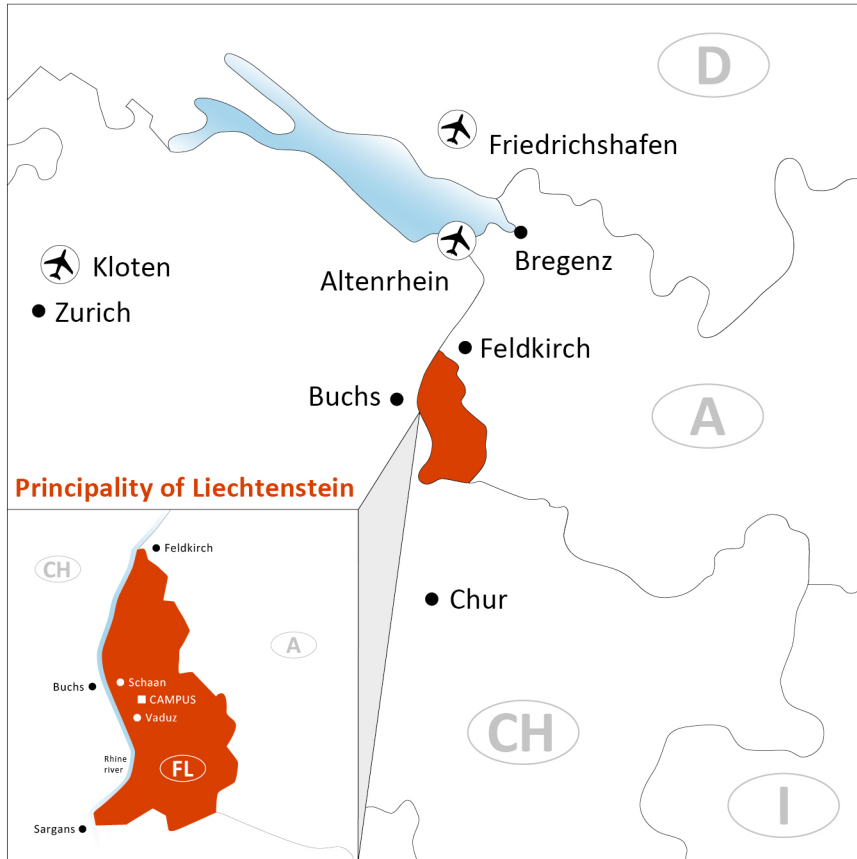 D
Friedrichshafen
Kloten
Bregenz
Altenrhein
Zurich
Feldkirch
Buchs
A
Principality of Liechtenstein
Feldkirch
CH
Chur
A
Schaan
Buchs
CAMPUS
Vaduz
CH
Rhine
river
FL
I
Sargans